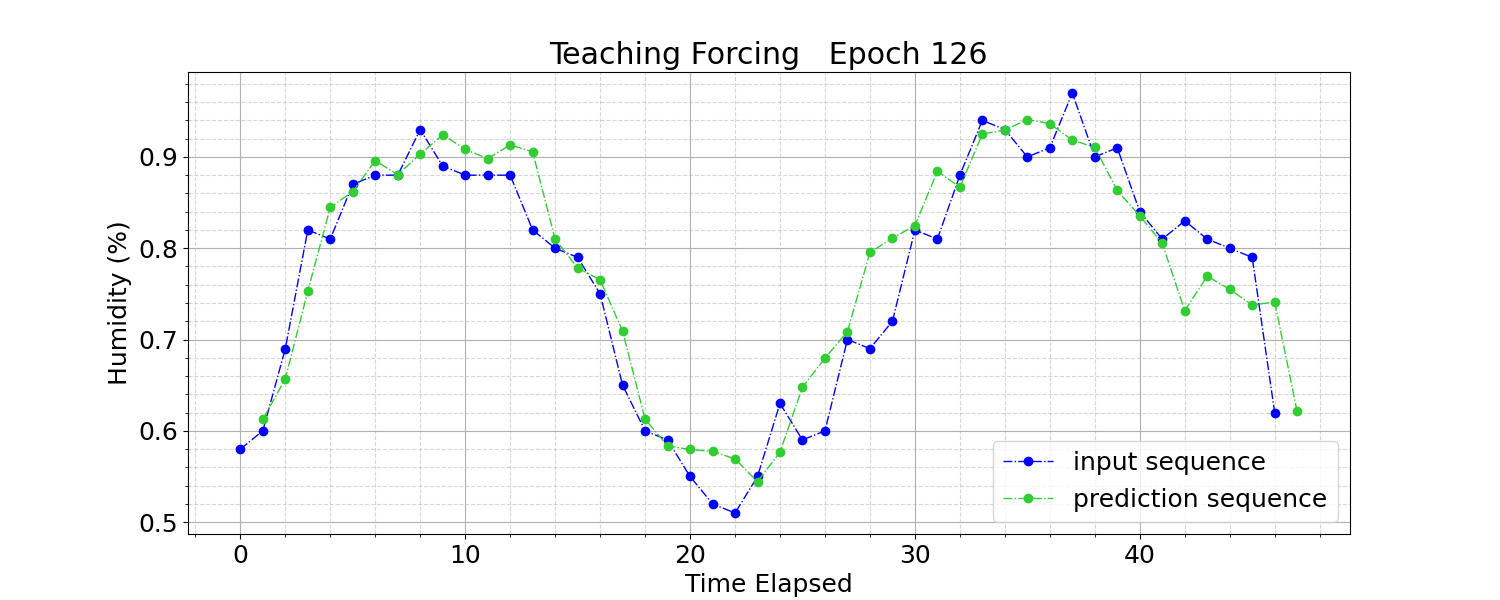 Teaching Forcing   Epoch 126
Humidity (%)
0.9
0.8
0.7
0.6
0.5
input sequence
prediction sequence
0 10 20 30 40
Time Elapsed